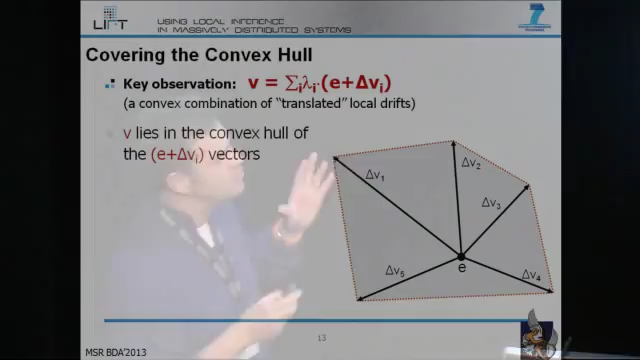 LIFT
USING LOCAL INFERENCE
IN MASSIVELY DISTRIBUTED SYSTEMS
7
Covering the Convex Hull
Key observation: v = ∑ᵢλᵢ·(e+Δvᵢ)
(a convex combination of "translated" local drifts)
v lies in the convex hull of
the (e+Δvᵢ) vectors
Δv₁
Δv₂
Δv₃
Δv₅
e
Δv₄
13
MSR BDA'2013